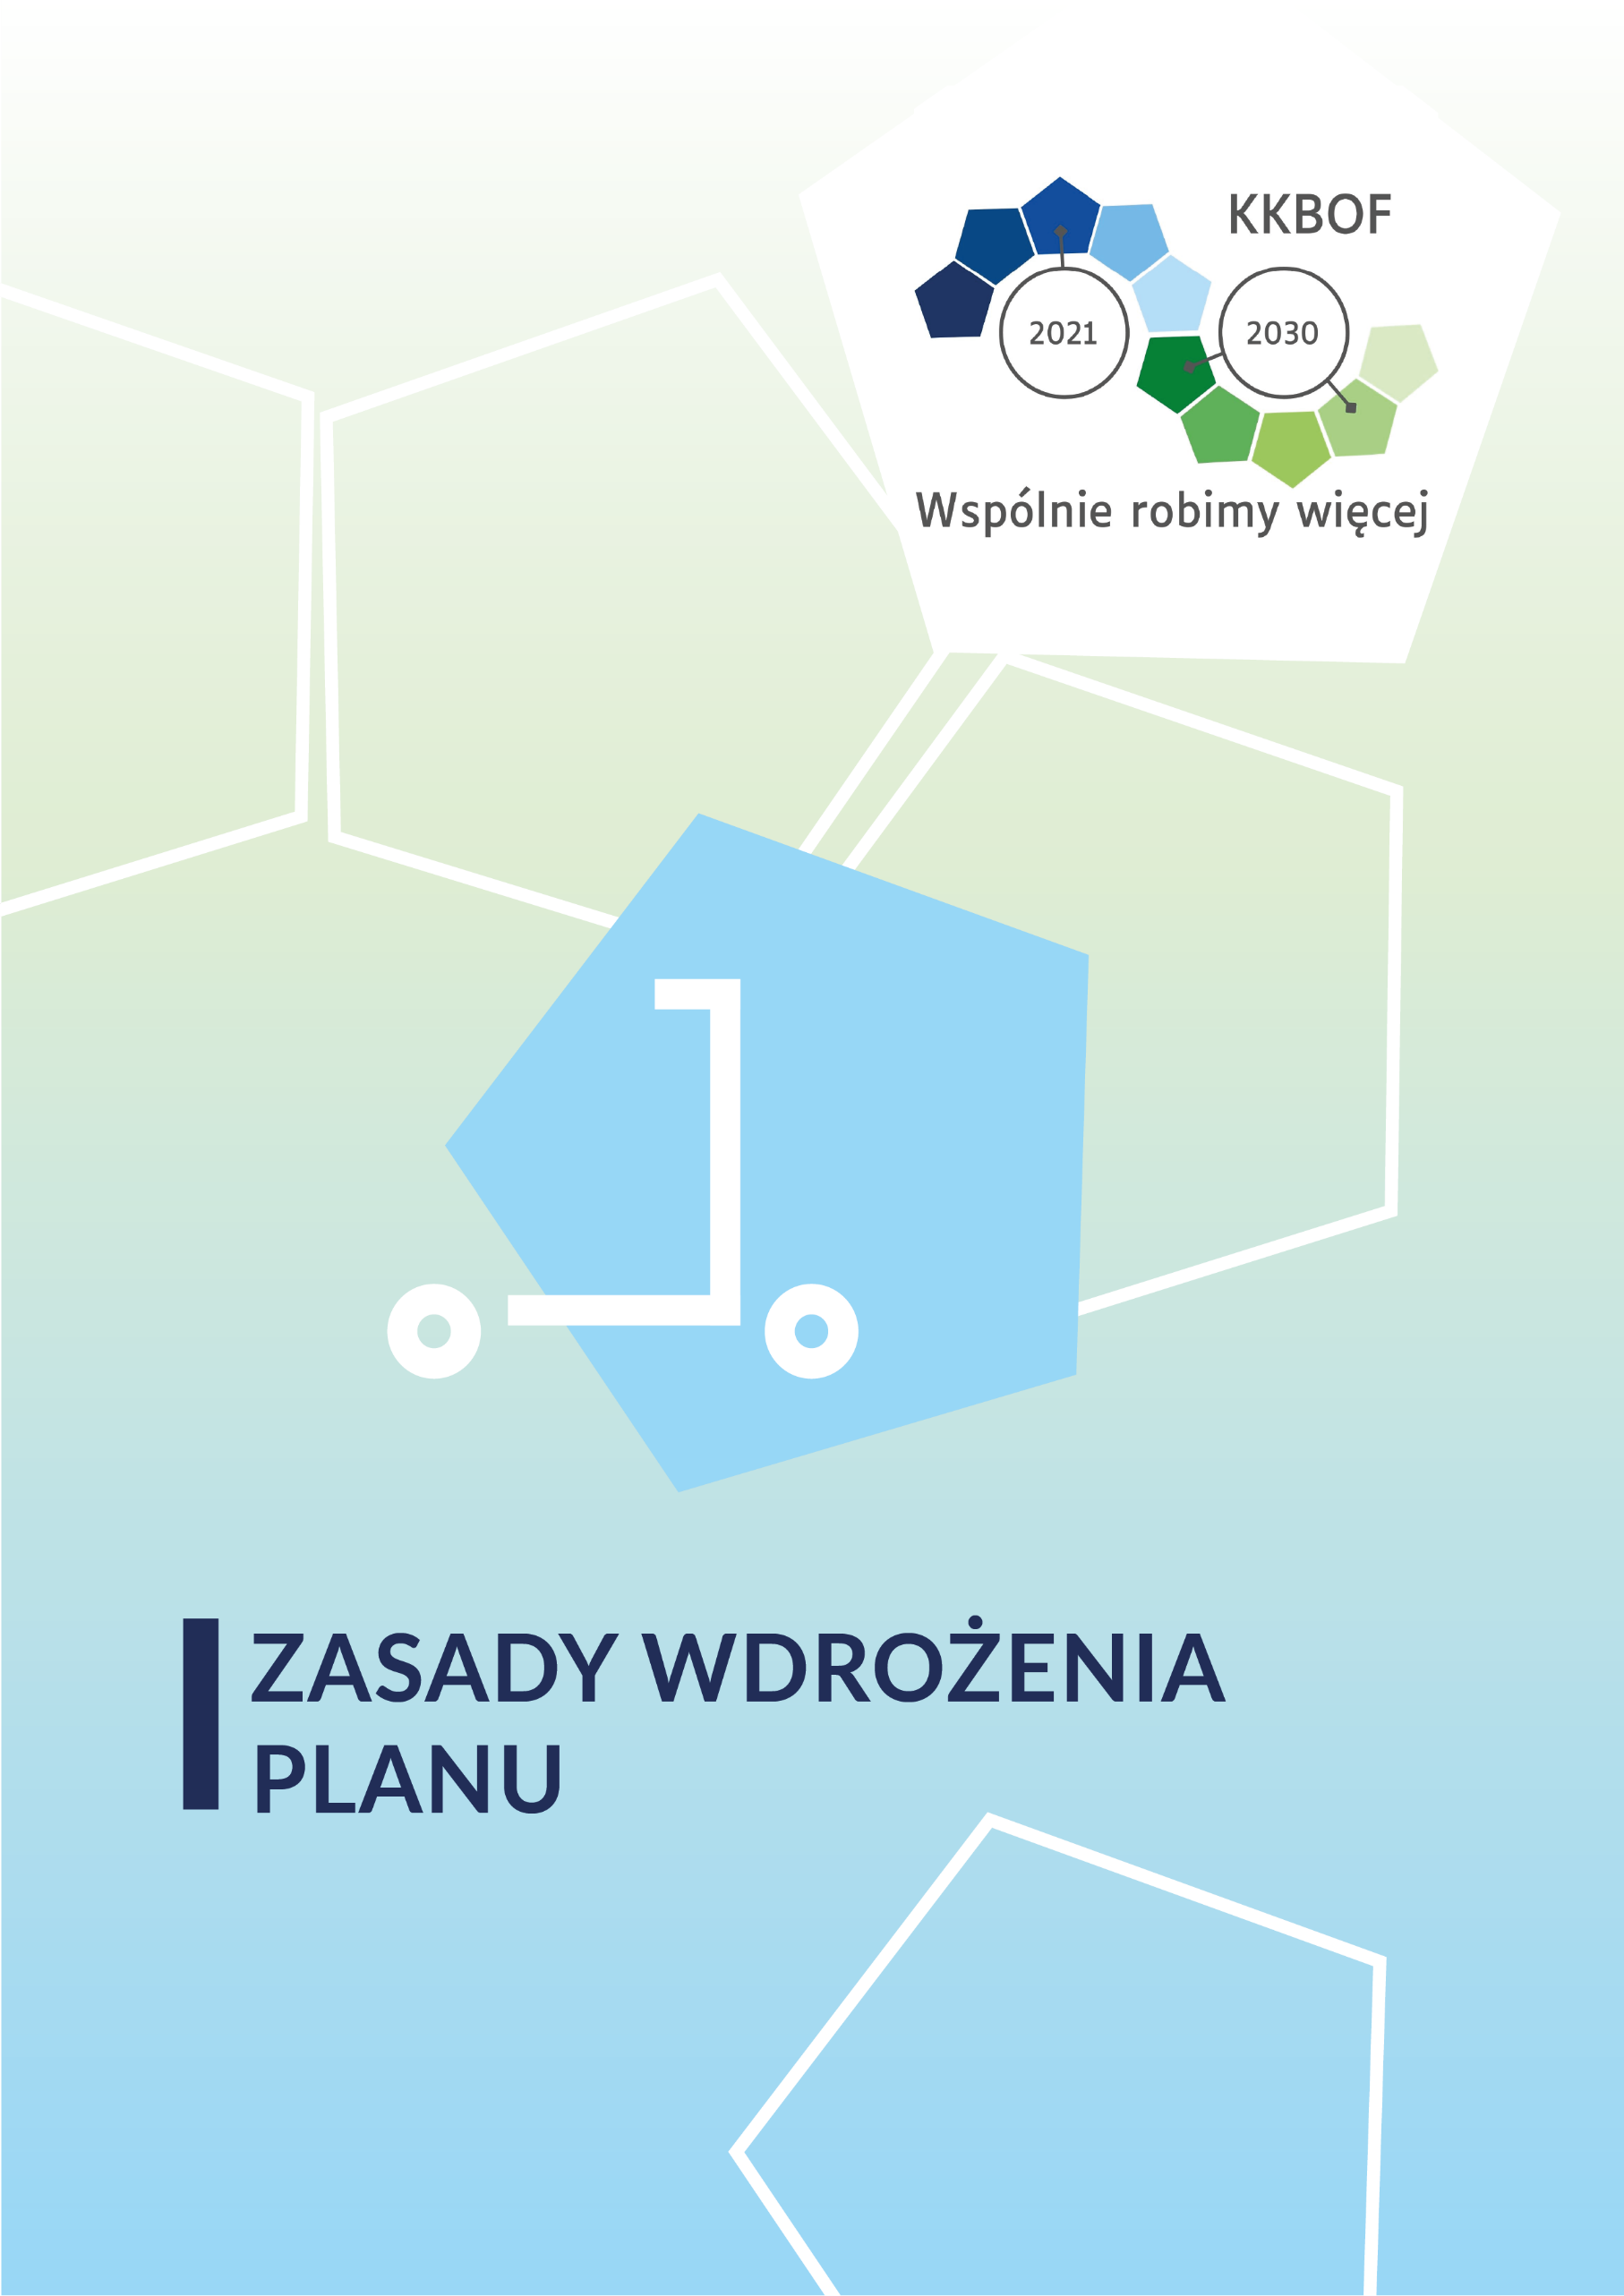 KKBOF
2021
2030
Wspólnie robimy więcej
ZASADY WDROŻENIA
PLANU